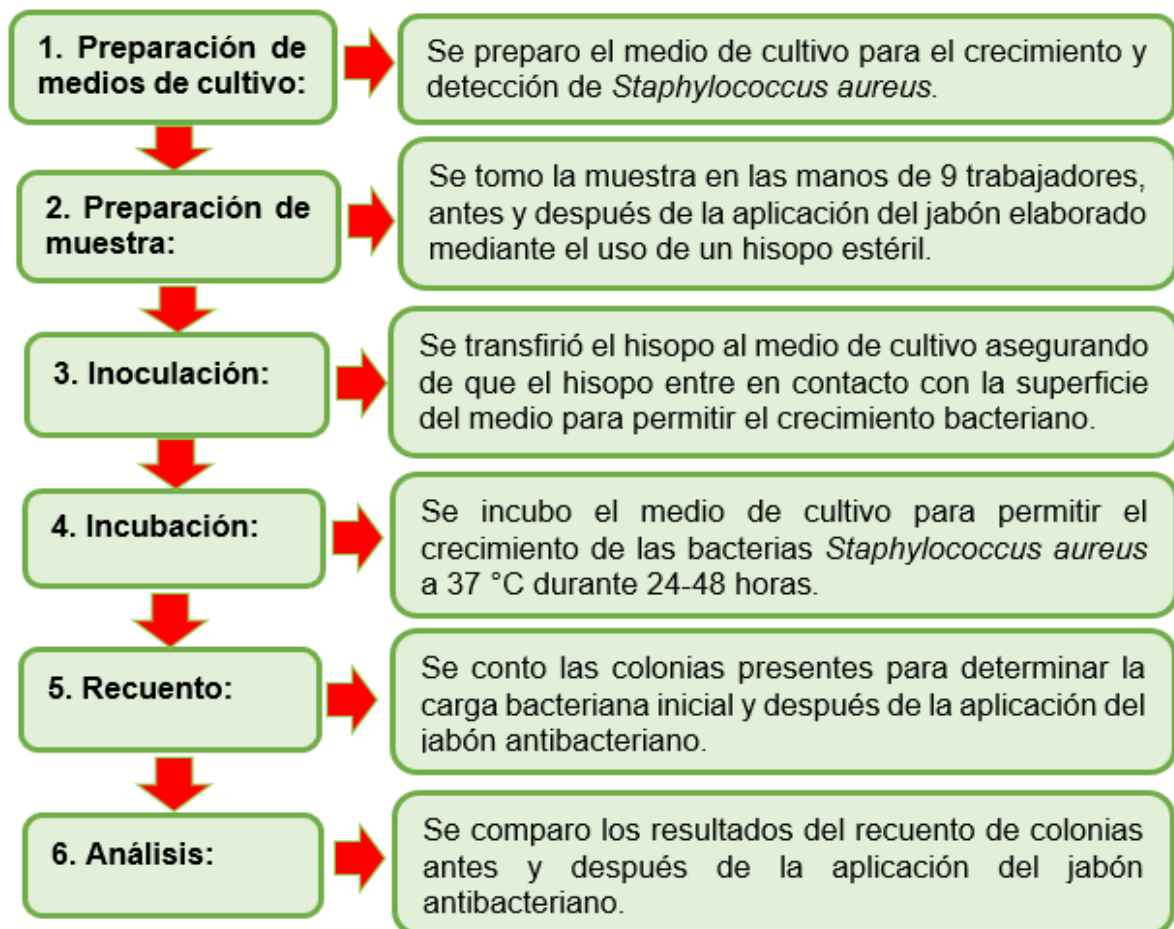 1. Preparación de
medios de cultivo:
Se preparo el medio de cultivo para el crecimiento y
detección de Staphylococcus aureus.
2. Preparación de
muestra:
Se tomo la muestra en las manos de 9 trabajadores,
antes y después de la aplicación del jabón elaborado
mediante el uso de un hisopo estéril.
3. Inoculación:
Se transfirió el hisopo al medio de cultivo asegurando
de que el hisopo entre en contacto con la superficie
del medio para permitir el crecimiento bacteriano.
4. Incubación:
Se incubo el medio de cultivo para permitir el
crecimiento de las bacterias Staphylococcus aureus
a 37 °C durante 24-48 horas.
5. Recuento:
Se conto las colonias presentes para determinar la
carga bacteriana inicial y después de la aplicación del
jabón antibacteriano.
6. Análisis:
Se comparo los resultados del recuento de colonias
antes y después de la aplicación del jabón
antibacteriano.